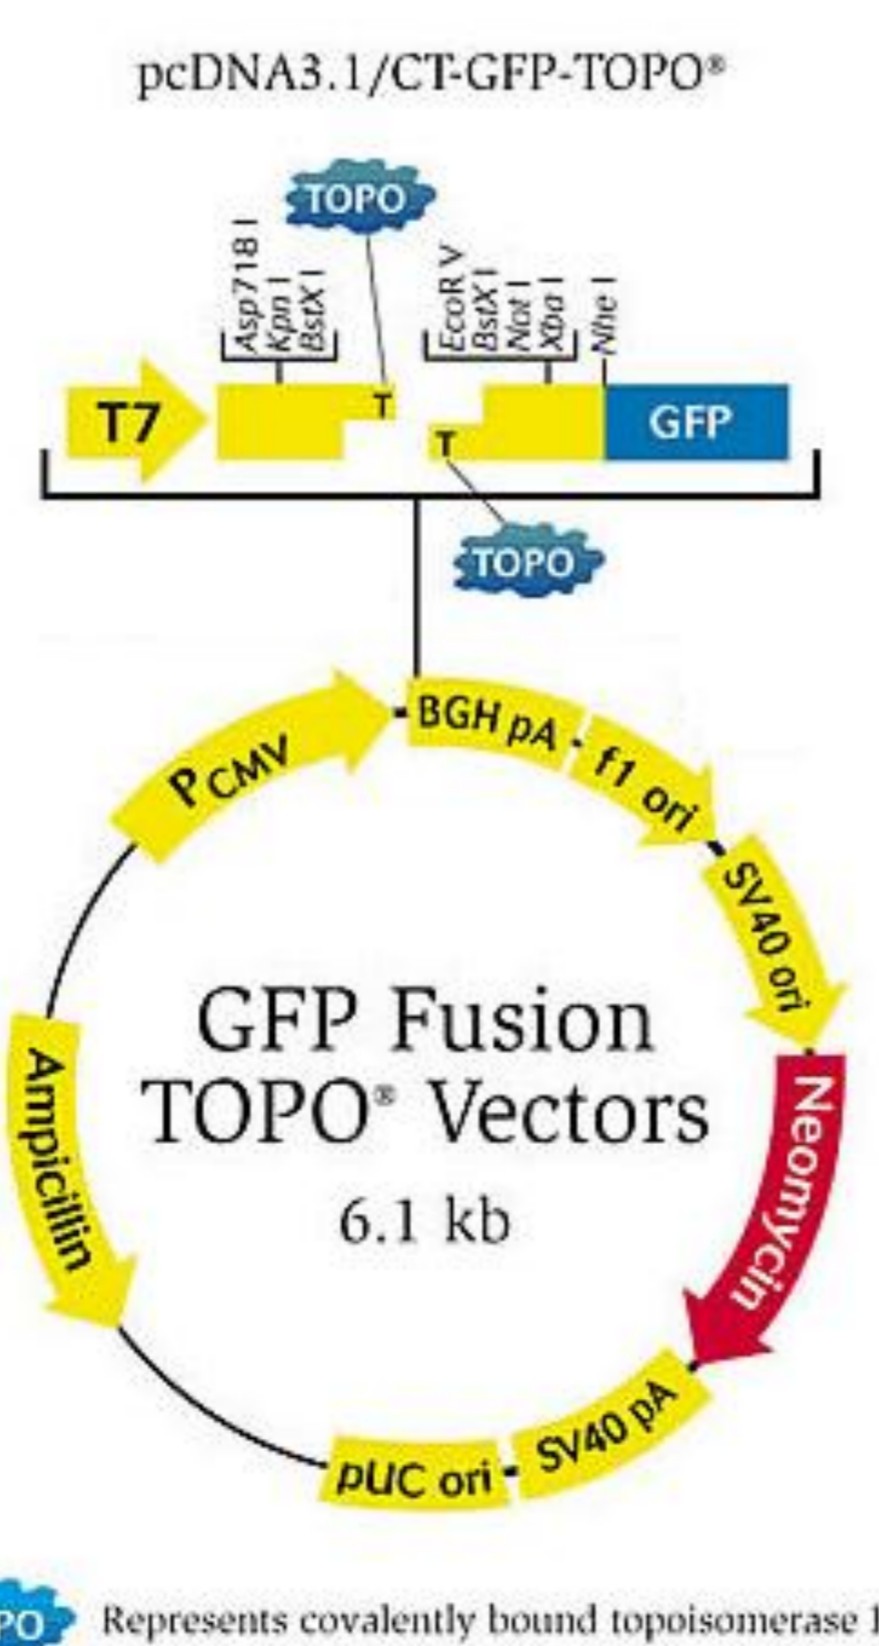 pcDNA3.1/CT-GFP-TOPO®
TOPO
Asp718 I
Kpn I
BstX I
EcoR V
BstX I
Not I
Xba I
Nhe I
T7
T
T
GFP
TOPO
PCMV
BGH pA
f1 ori
SV40 ori
Neomycin
SV40 pA
pUC ori
Ampicillin
GFP Fusion
TOPO® Vectors
6.1 kb
PO Represents covalently bound topoisomerase